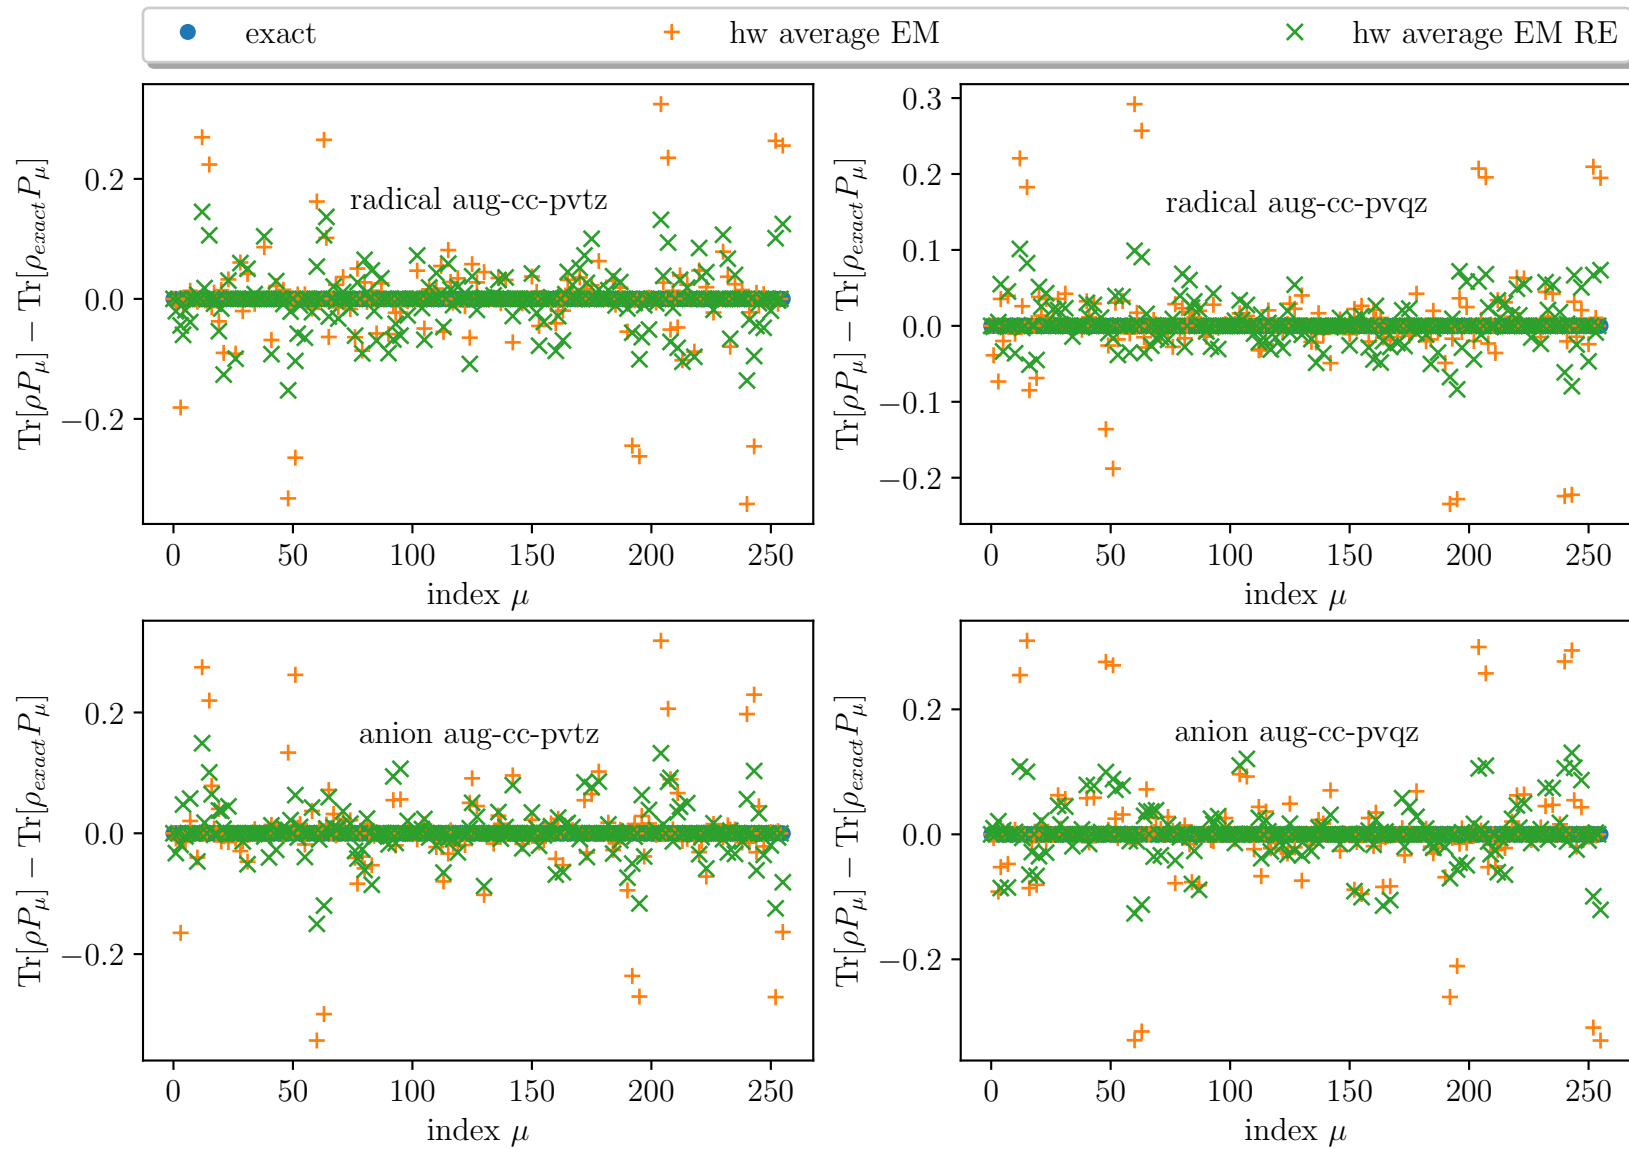 exact hw average EM hw average EM RE
Tr[ρP_μ] − Tr[ρ_exact P_μ]
0.2
0.0
−0.2
radical aug-cc-pvtz
0 50 100 150 200 250
index μ
Tr[ρP_μ] − Tr[ρ_exact P_μ]
0.3
0.2
0.1
0.0
−0.1
−0.2
radical aug-cc-pvqz
0 50 100 150 200 250
index μ
Tr[ρP_μ] − Tr[ρ_exact P_μ]
0.2
0.0
−0.2
anion aug-cc-pvtz
0 50 100 150 200 250
index μ
Tr[ρP_μ] − Tr[ρ_exact P_μ]
0.2
0.0
−0.2
anion aug-cc-pvqz
0 50 100 150 200 250
index μ